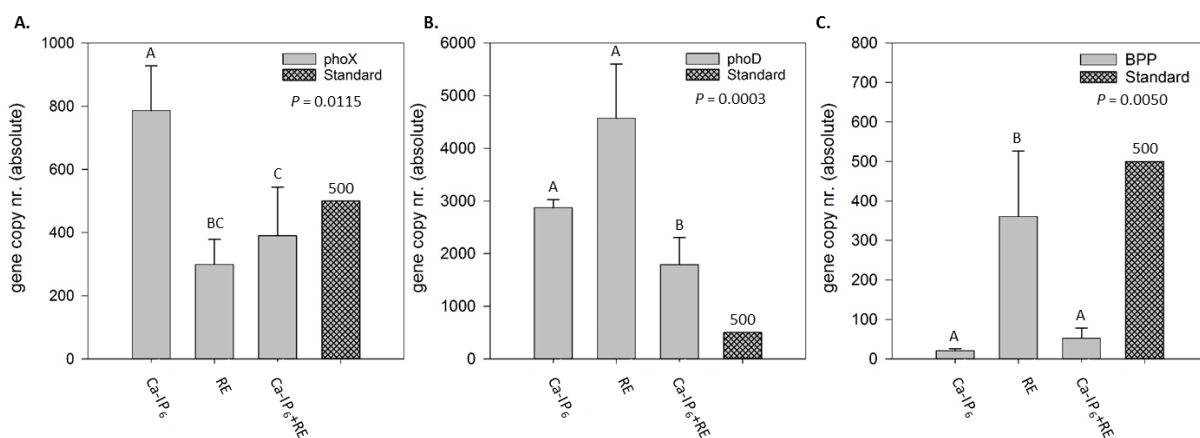 A.
gene copy nr. (absolute)
1000
800
600
400
200
0
phoX
Standard
P = 0.0115
A
BC
C
500
Ca-IP6
RE
Ca-IP6+RE
B.
gene copy nr. (absolute)
6000
5000
4000
3000
2000
1000
0
phoD
Standard
P = 0.0003
A
A
B
500
Ca-IP6
RE
Ca-IP6+RE
C.
gene copy nr. (absolute)
800
700
600
500
400
300
200
100
0
BPP
Standard
P = 0.0050
A
B
A
500
Ca-IP6
RE
Ca-IP6+RE